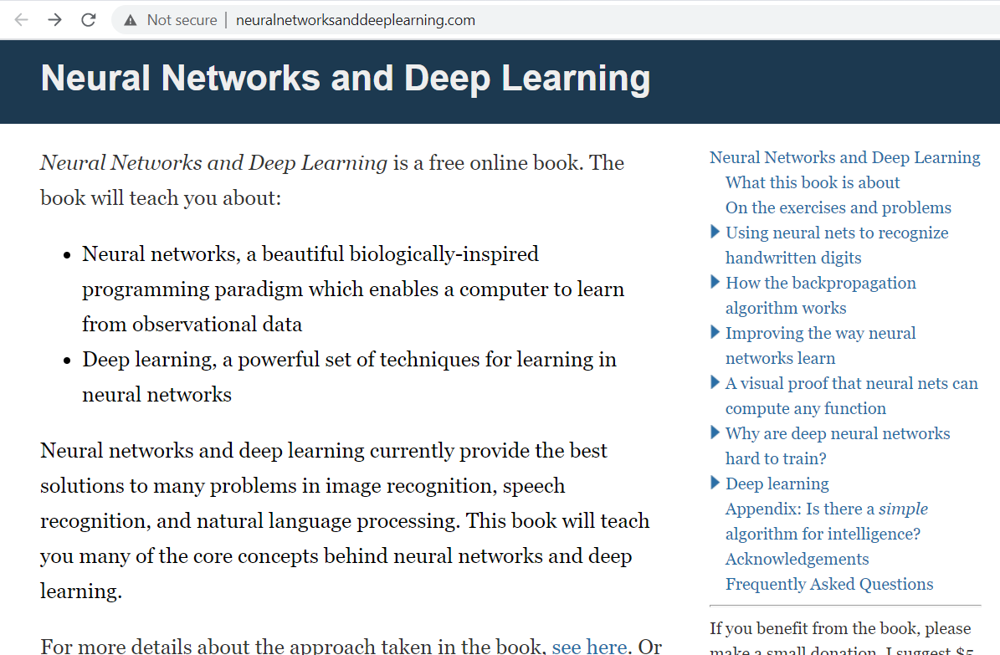 Not secure | neuralnetworksanddeeplearning.com
Neural Networks and Deep Learning
Neural Networks and Deep Learning is a free online book. The
book will teach you about:
• Neural networks, a beautiful biologically-inspired
programming paradigm which enables a computer to learn
from observational data
• Deep learning, a powerful set of techniques for learning in
neural networks
Neural networks and deep learning currently provide the best
solutions to many problems in image recognition, speech
recognition, and natural language processing. This book will teach
you many of the core concepts behind neural networks and deep
learning.
For more details about the approach taken in the book, see here. Or
Neural Networks and Deep Learning
What this book is about
On the exercises and problems
Using neural nets to recognize
handwritten digits
How the backpropagation
algorithm works
Improving the way neural
networks learn
A visual proof that neural nets can
compute any function
Why are deep neural networks
hard to train?
Deep learning
Appendix: Is there a simple
algorithm for intelligence?
Acknowledgements
Frequently Asked Questions
If you benefit from the book, please
make a small donation. I suggest $5,